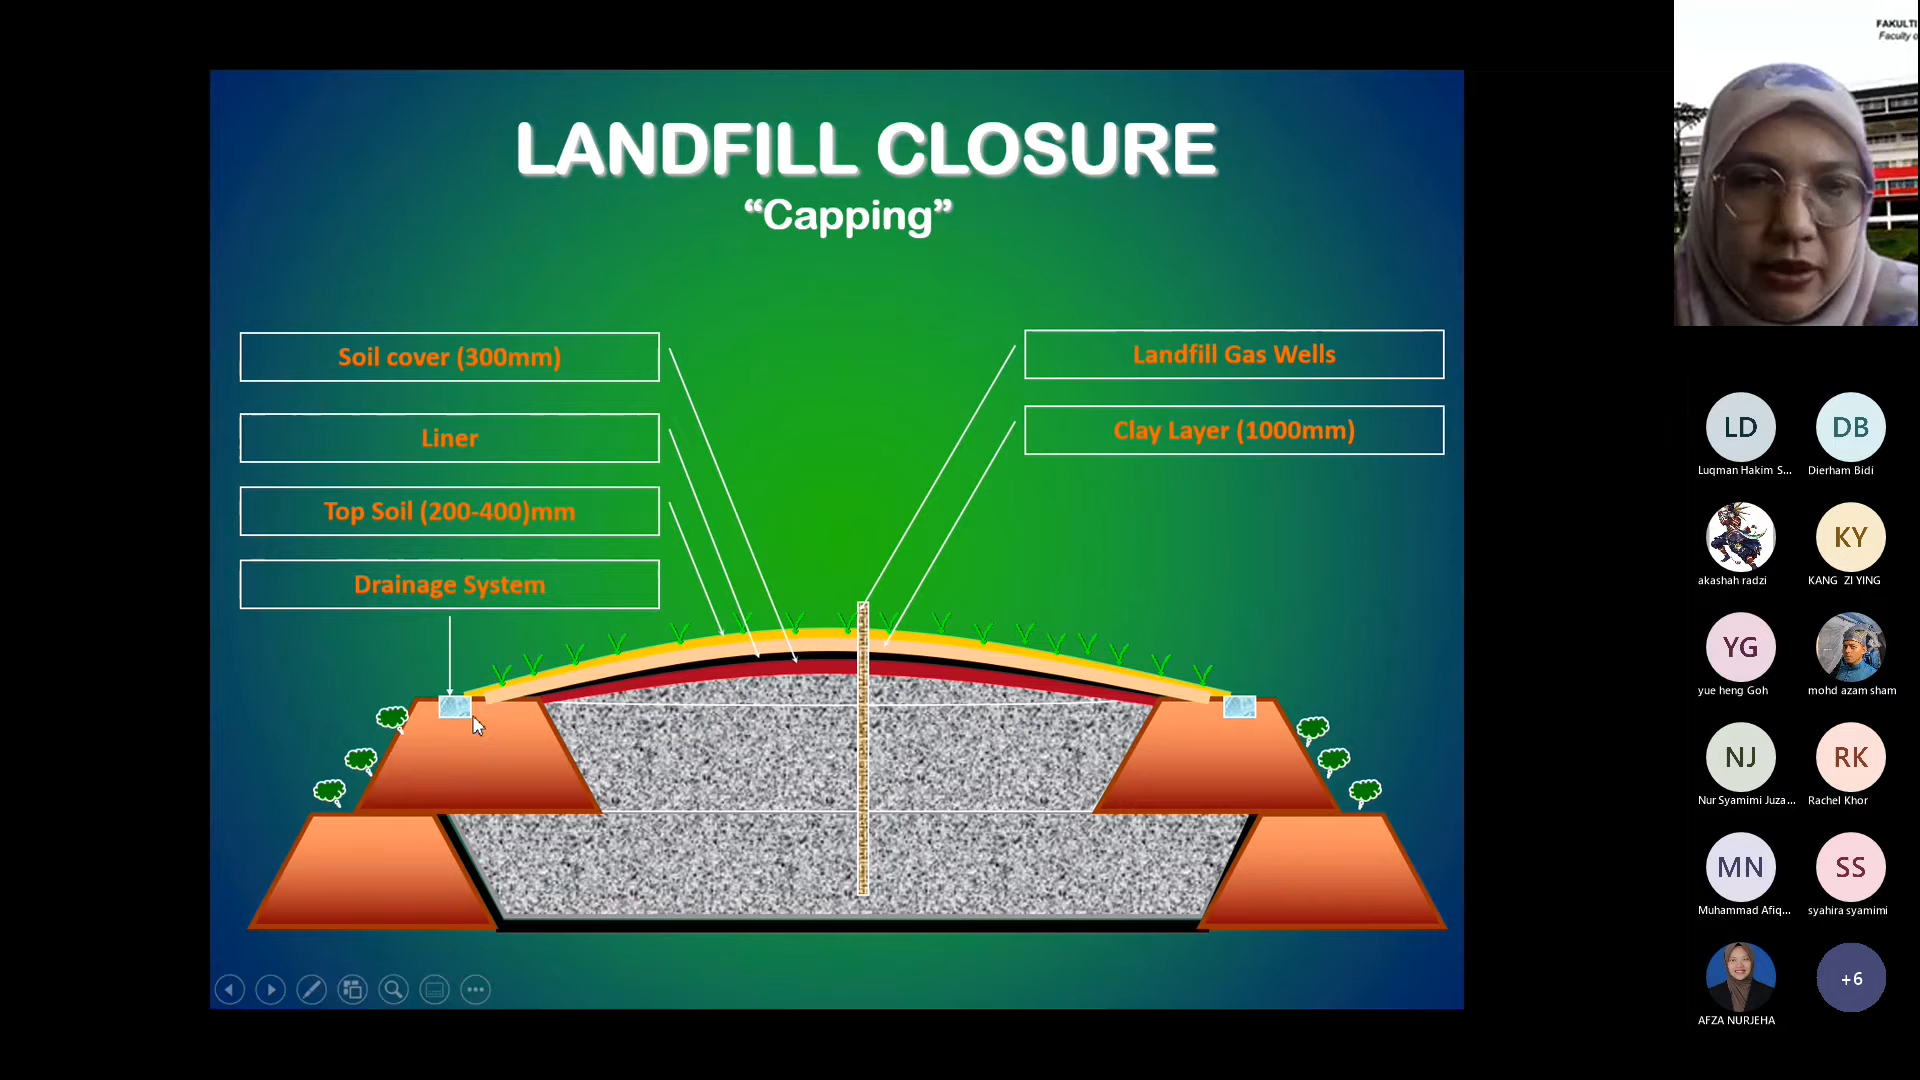 FAKULTI
Faculty o
LANDFILL CLOSURE
“Capping”
Soil cover (300mm)
Liner
Top Soil (200-400)mm
Drainage System
Landfill Gas Wells
Clay Layer (1000mm)
LD
Luqman Hakim S...
DB
Dierham Bidi
akashah radzi
KY
KANG ZI YING
YG
yue heng Goh
mohd azam sham
NJ
Nur Syamimi Juza...
RK
Rachel Khor
MN
Muhammad Afiq...
SS
syahira syamimi
AFZA NURJEHA
+6